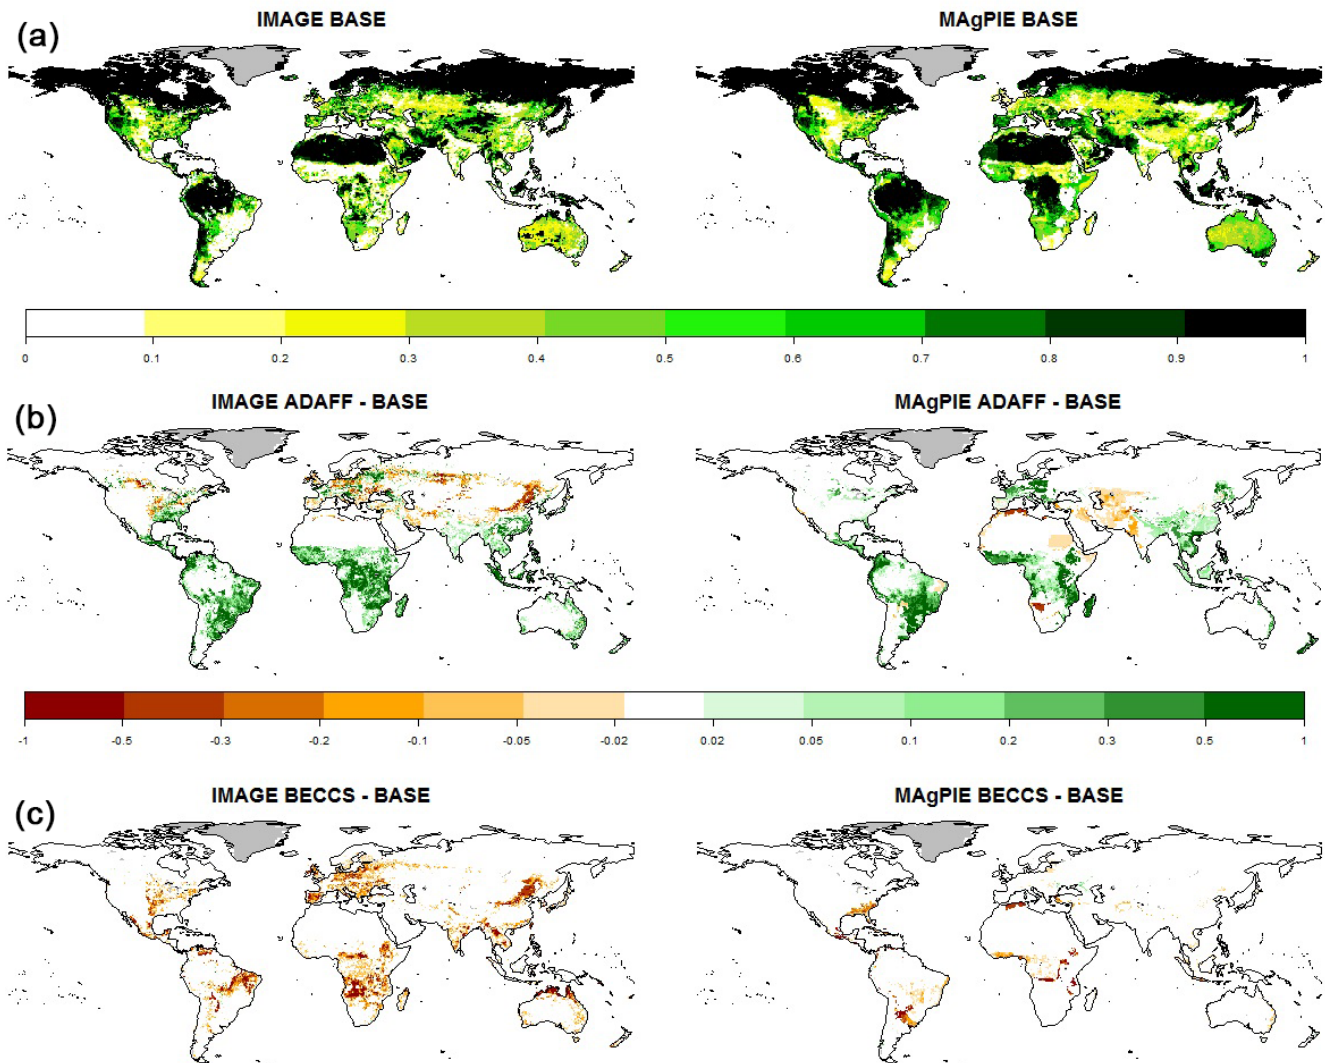 (a)
IMAGE BASE
MAgPIE BASE
0 0.1 0.2 0.3 0.4 0.5 0.6 0.7 0.8 0.9 1
(b)
IMAGE ADAFF - BASE
MAgPIE ADAFF - BASE
-1 -0.5 -0.3 -0.2 -0.1 -0.05 -0.02 0.02 0.05 0.1 0.2 0.3 0.5 1
(c)
IMAGE BECCS - BASE
MAgPIE BECCS - BASE